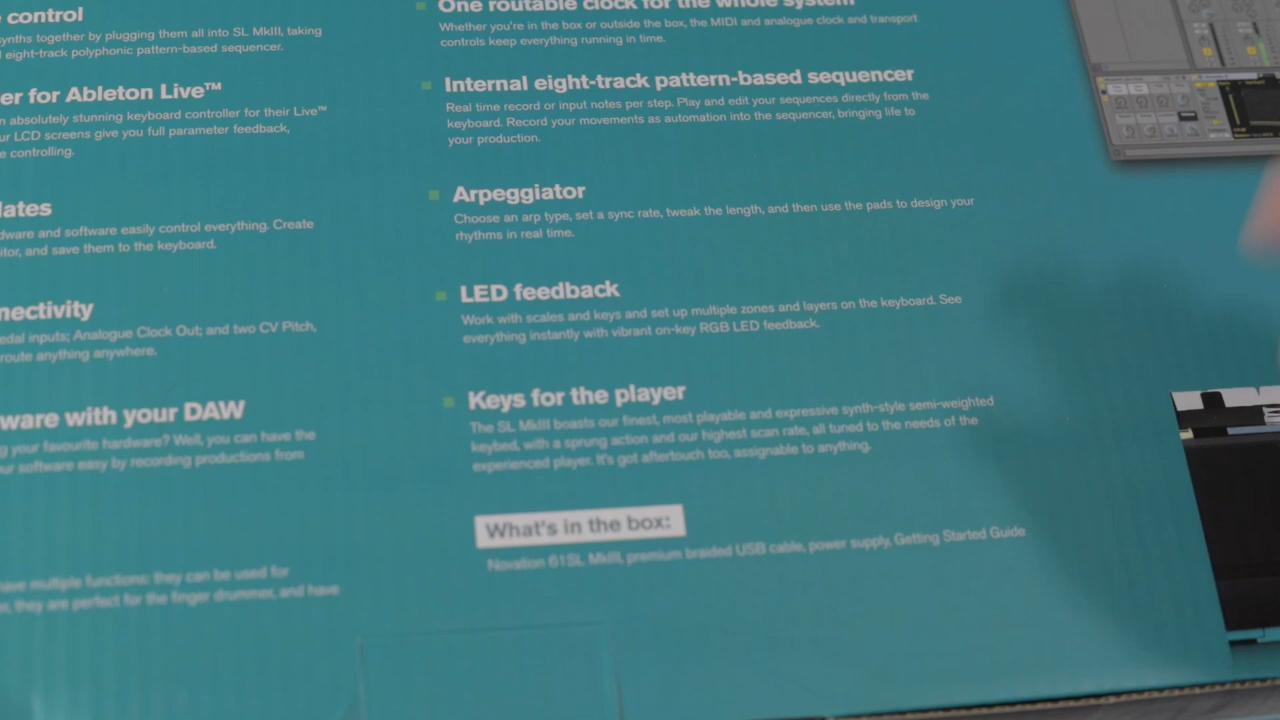 control
synths together by plugging them all into SL MkIII, taking
eight-track polyphonic pattern-based sequencer.
er for Ableton Live™
absolutely stunning keyboard controller for their Live™
ur LCD screens give you full parameter feedback,
e controlling.
lates
dware and software easily control everything. Create
itor, and save them to the keyboard.
nectivity
edal inputs; Analogue Clock Out; and two CV Pitch,
route anything anywhere.
ware with your DAW
g your favourite hardware? Well, you can have the
ur software easy by recording productions from
have multiple functions: they can be used for
they are perfect for the finger drummer, and have
One routable clock for the whole system
Whether you're in the box or outside the box, the MIDI and analogue clock and transport
controls keep everything running in time.
Internal eight-track pattern-based sequencer
Real time record or input notes per step. Play and edit your sequences directly from the
keyboard. Record your movements as automation into the sequencer, bringing life to
your production.
Arpeggiator
Choose an arp type, set a sync rate, tweak the length, and then use the pads to design your
rhythms in real time.
LED feedback
Work with scales and keys and set up multiple zones and layers on the keyboard. See
everything instantly with vibrant on-key RGB LED feedback.
Keys for the player
The SL MkIII boasts our finest, most playable and expressive synth-style semi-weighted
keybed, with a sprung action and our highest scan rate, all tuned to the needs of the
experienced player. It's got aftertouch too, assignable to anything.
What's in the box:
Novation 61SL MkIII, premium braided USB cable, power supply, Getting Started Guide